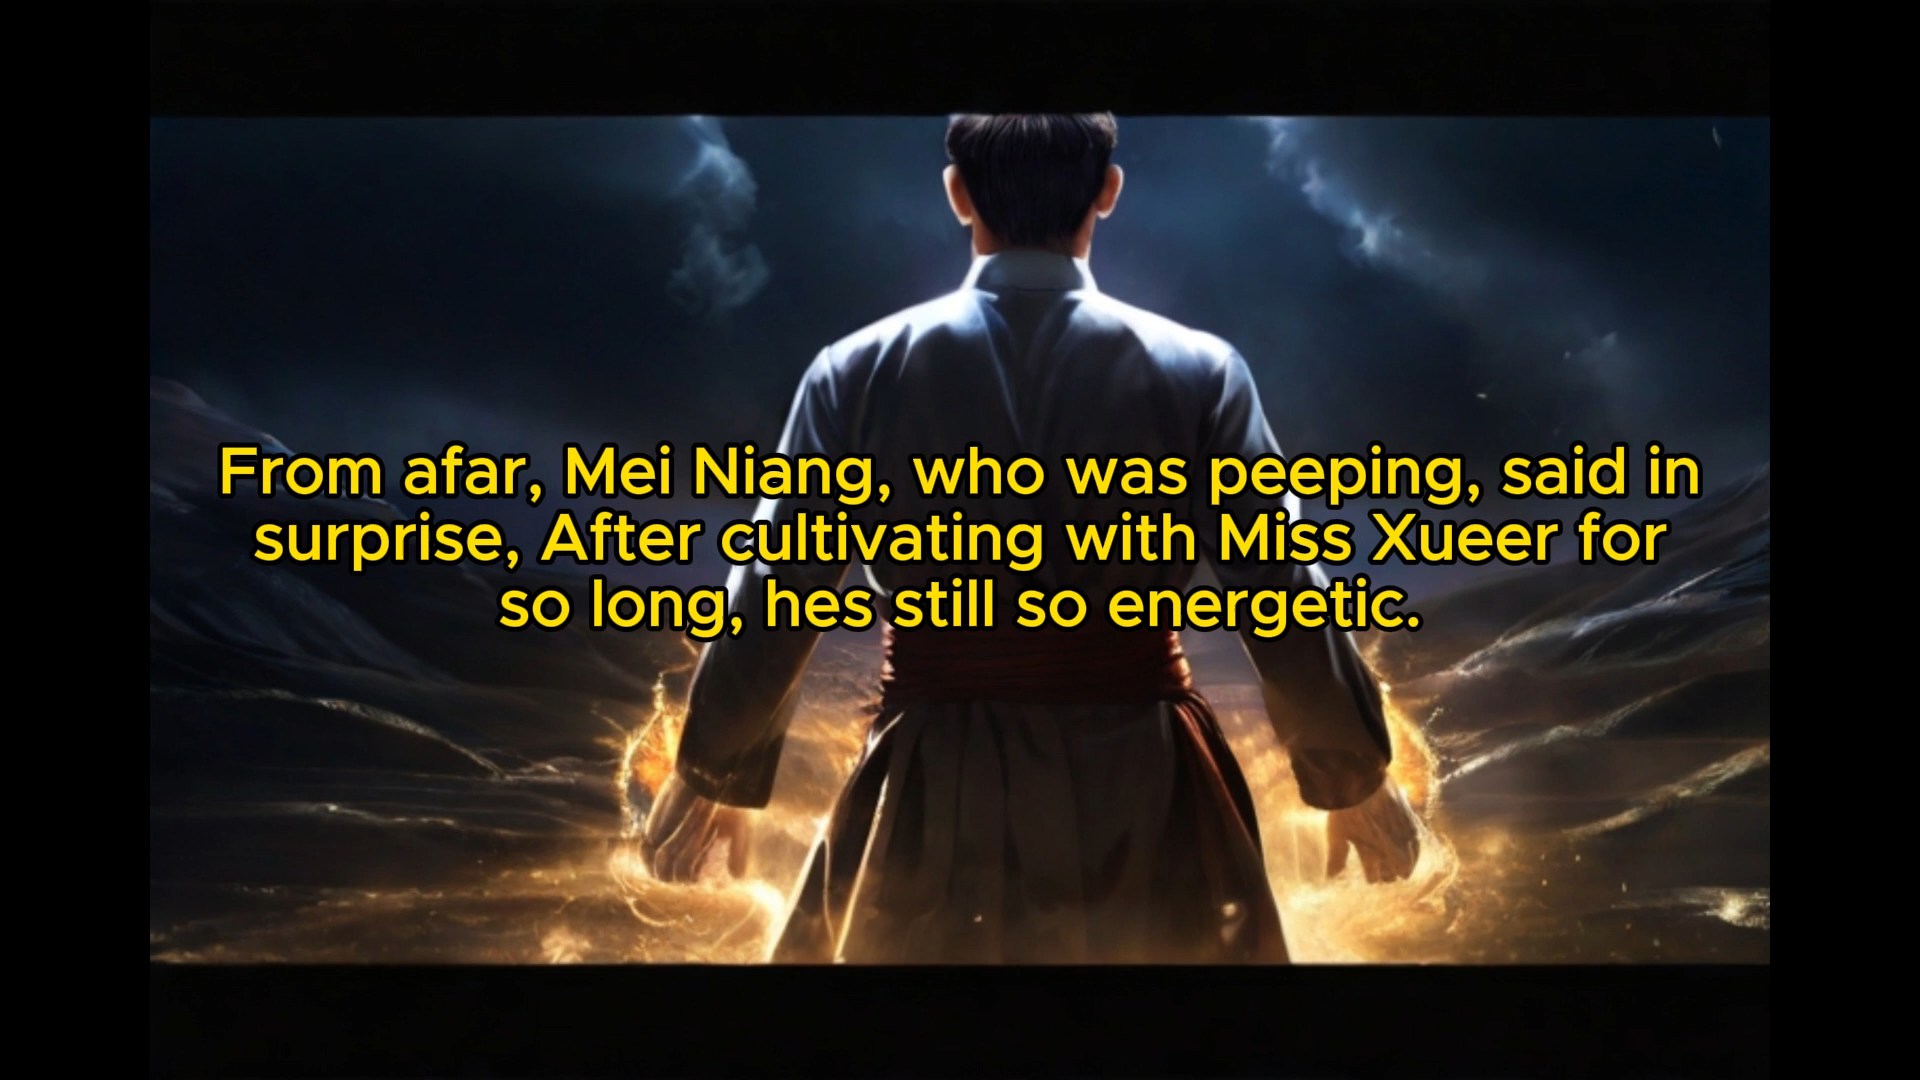 From afar, Mei Niang, who was peeping, said in
surprise, After cultivating with Miss Xueer for
so long, hes still so energetic.